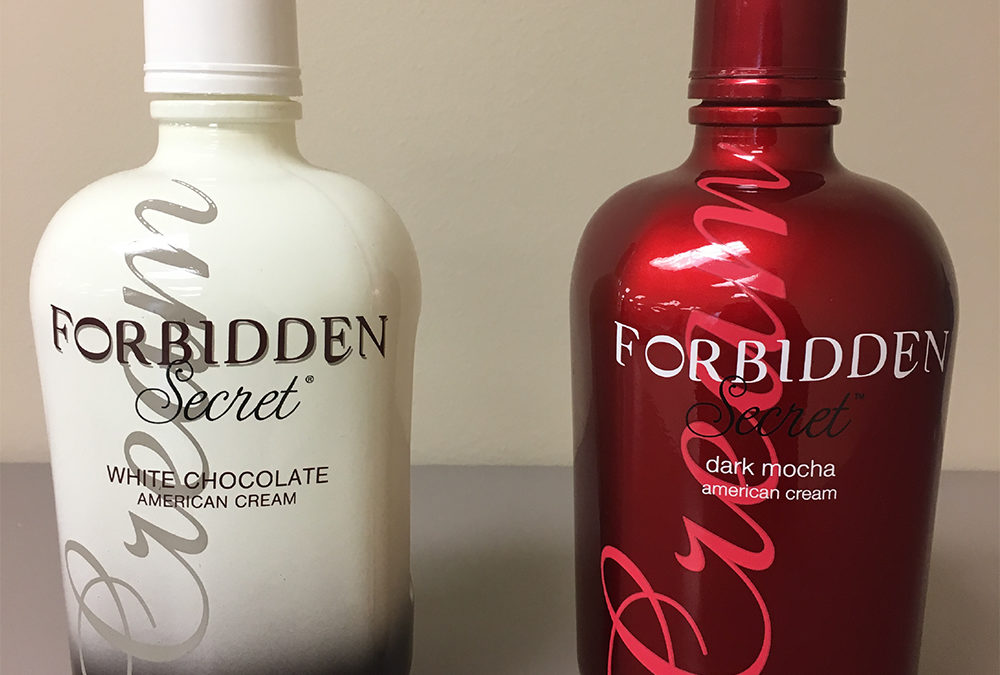 Cream
FORBIDDEN
Secret®
WHITE CHOCOLATE
AMERICAN CREAM
Cream
FORBIDDEN
Secret™
dark mocha
american cream